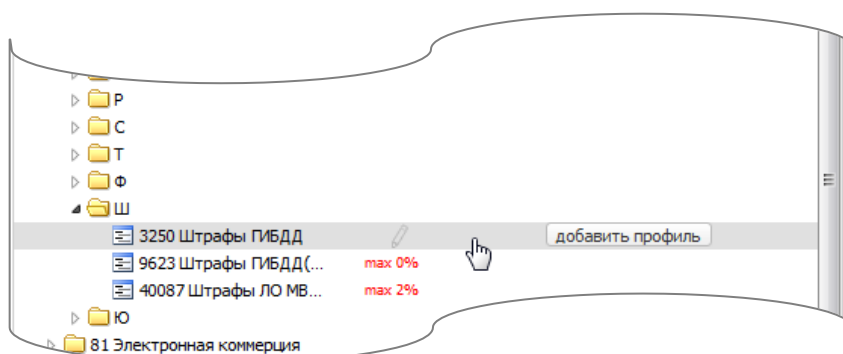 Р
С
Т
Ф
Ш
3250 Штрафы ГИБДД добавить профиль
9623 Штрафы ГИБДД(... max 0%
40087 Штрафы ЛО МВ... max 2%
Ю
81 Электронная коммерция